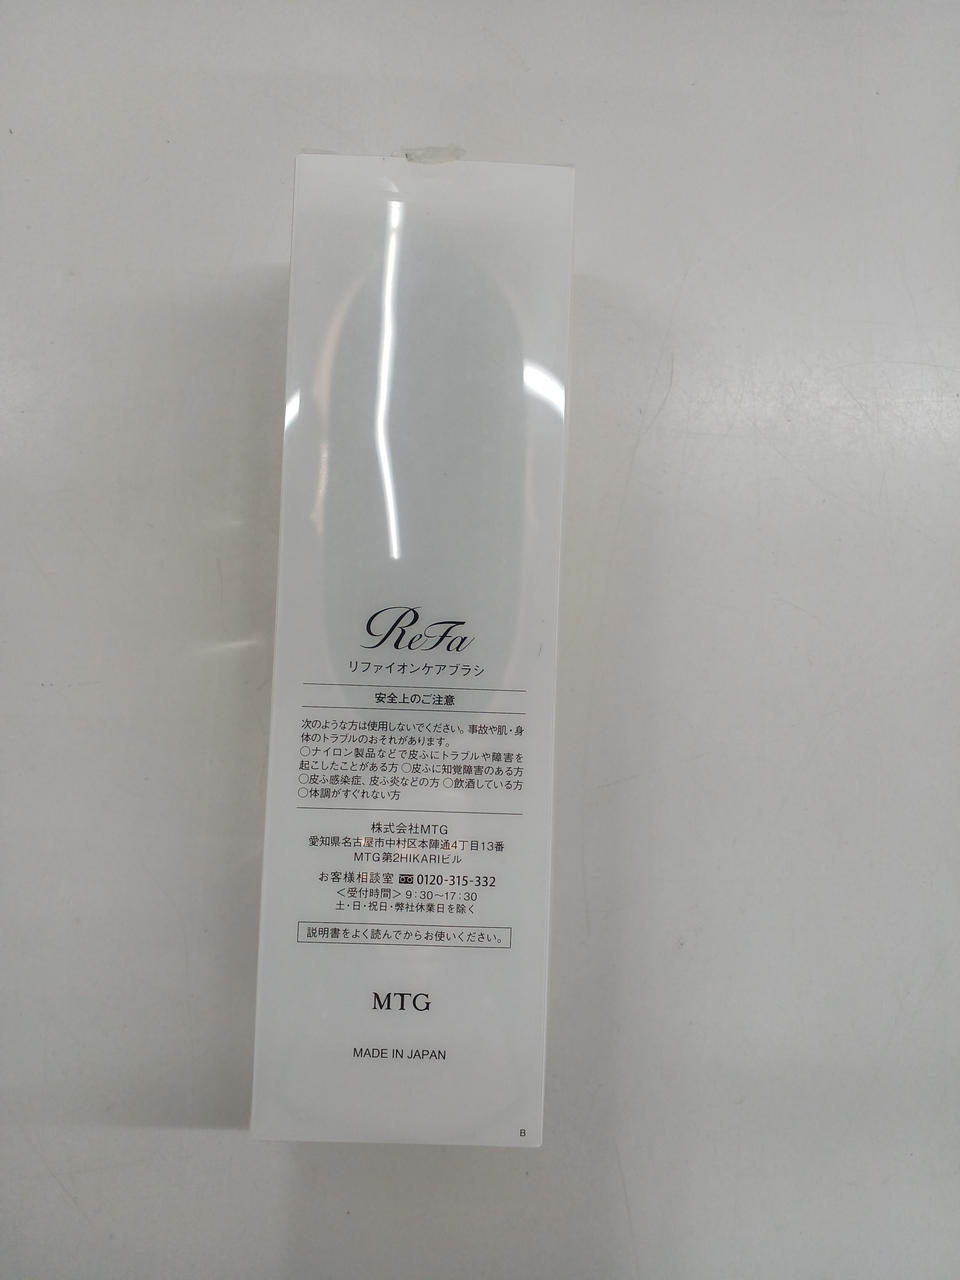 ReFa
リファイオンケアブラシ
安全上のご注意
次のような方は使用しないでください。事故や肌・身
体のトラブルのおそれがあります。
○ナイロン製品などで皮ふにトラブルや障害を
起こしたことがある方 ○皮ふに知覚障害のある方
○皮ふ感染症、皮ふ炎などの方 ○飲酒している方
○体調がすぐれない方
株式会社MTG
愛知県名古屋市中村区本陣通4丁目13番
MTG第2HIKARIビル
お客様相談室 0120-315-332
＜受付時間＞9:30〜17:30
土・日・祝日・弊社休業日を除く
説明書をよく読んでからお使いください。
MTG
MADE IN JAPAN
B